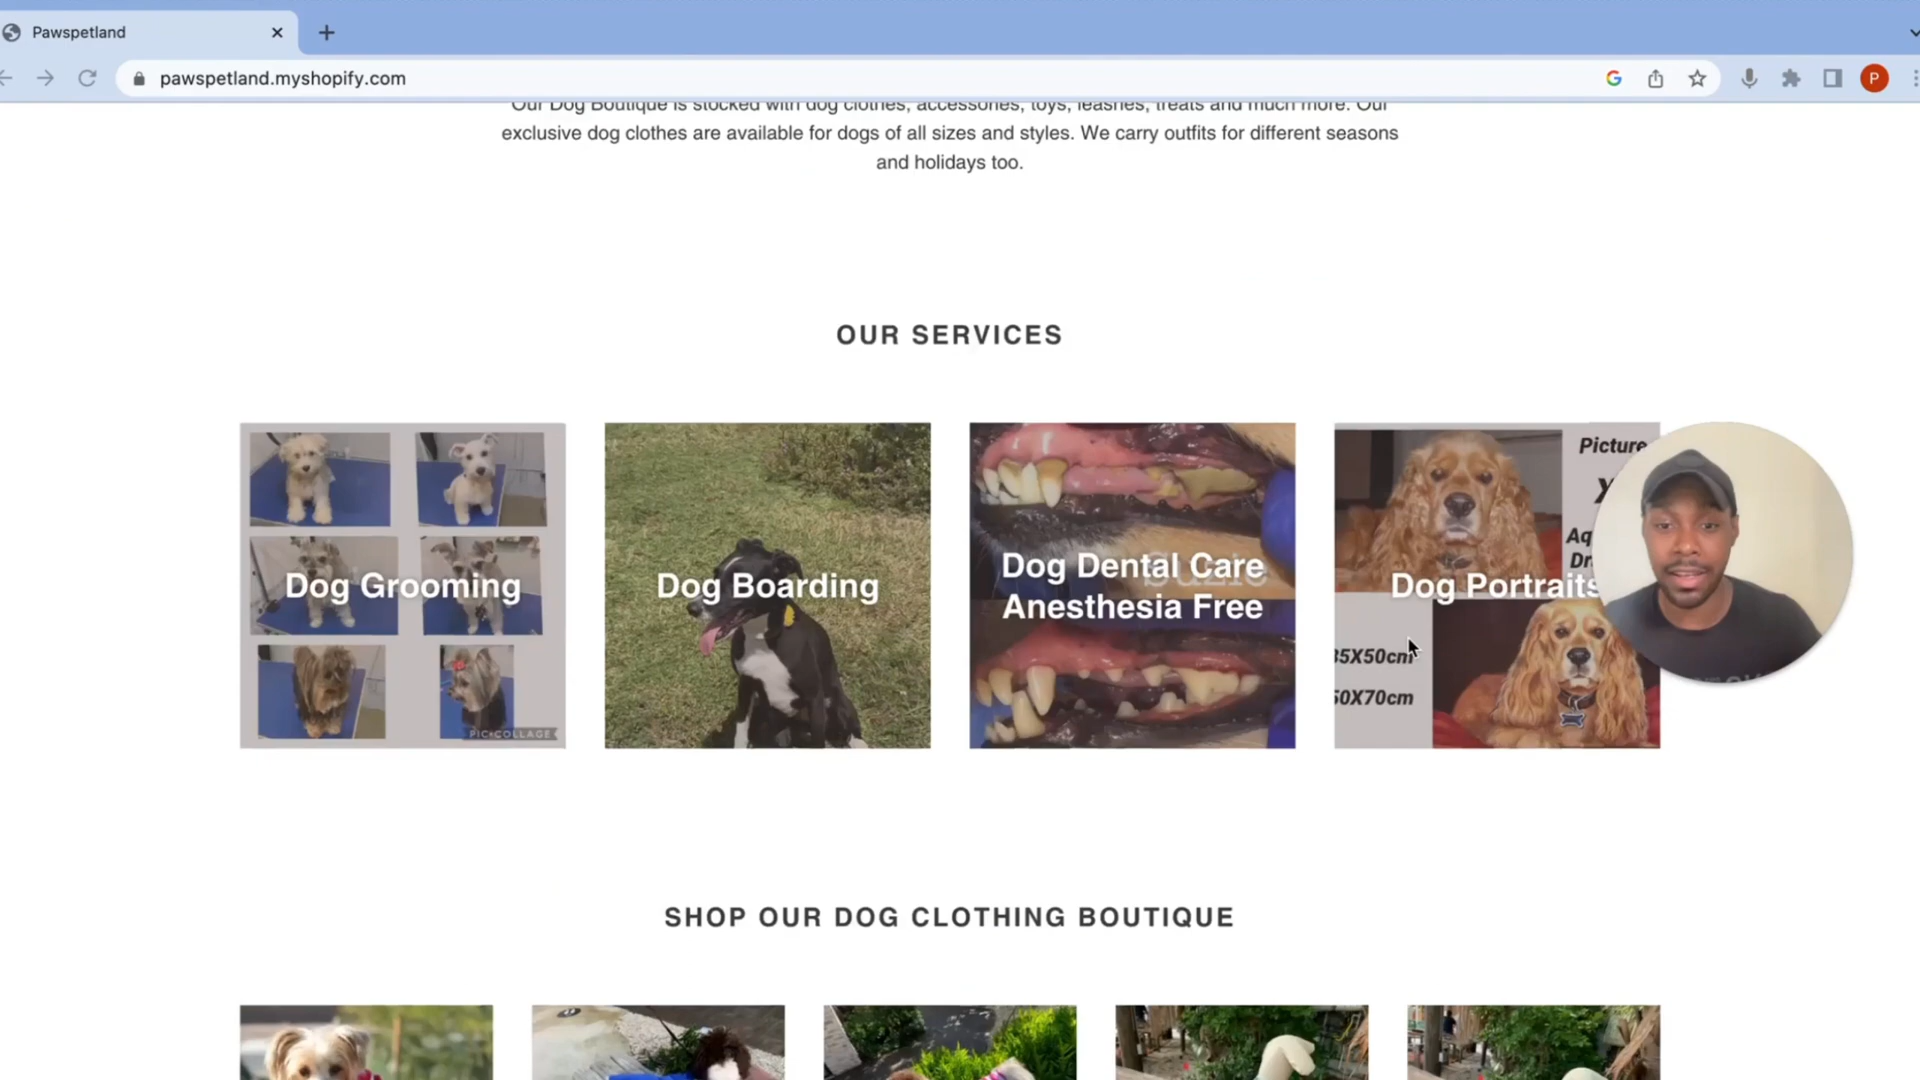 Pawspetland
pawspetland.myshopify.com
P
Our Dog Boutique is stocked with dog clothes, accessories, toys, leashes, treats and much more. Our
exclusive dog clothes are available for dogs of all sizes and styles. We carry outfits for different seasons
and holidays too.
OUR SERVICES
Dog Grooming
PIC•COLLAGE
Dog Boarding
Suzie
Dog Dental Care
Anesthesia Free
Picture
Dog Portraits
35X50cm
50X70cm
SHOP OUR DOG CLOTHING BOUTIQUE